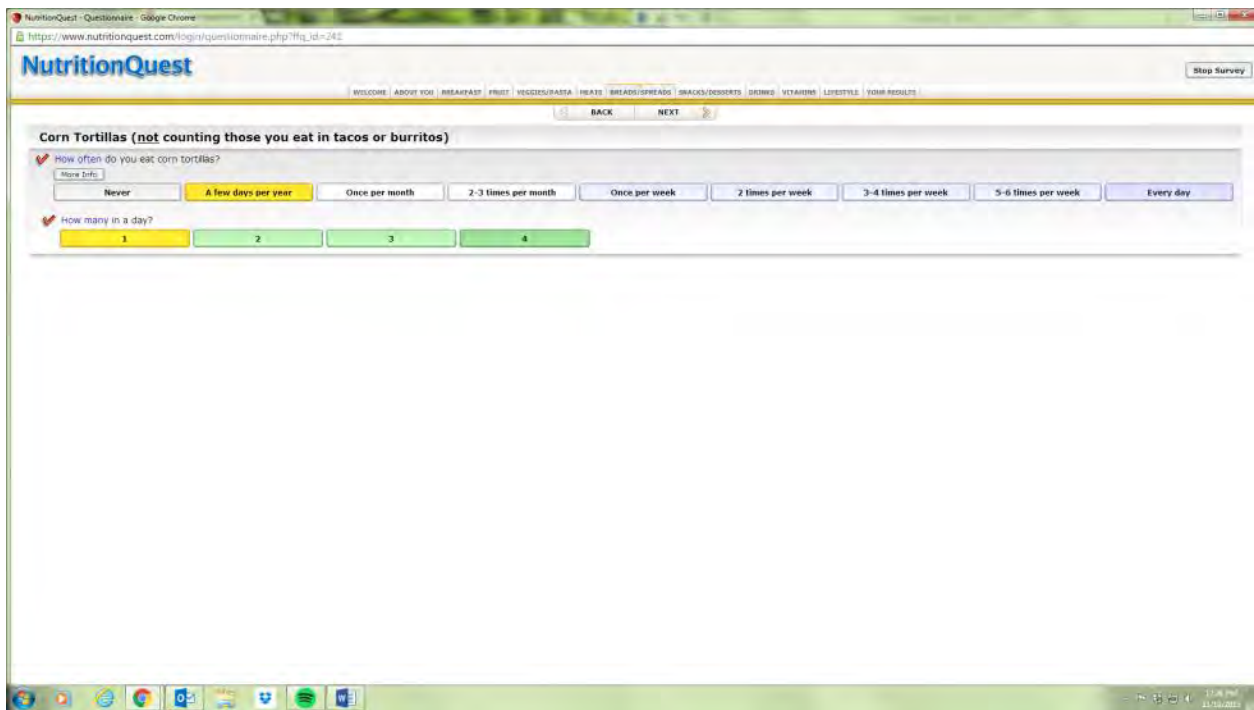 NutritionQuest - Questionnaire - Google Chrome
https://www.nutritionquest.com/login/questionnaire.php?ffq_id=242
NutritionQuest
Stop Survey
WELCOME ABOUT YOU BREAKFAST FRUIT VEGGIES/PASTA MEATS BREADS/SPREADS SNACKS/DESSERTS DRINKS VITAMINS LIFESTYLE YOUR RESULTS
BACK NEXT
Corn Tortillas (not counting those you eat in tacos or burritos)
How often do you eat corn tortillas?
More Info
Never A few days per year Once per month 2-3 times per month Once per week 2 times per week 3-4 times per week 5-6 times per week Every day
How many in a day?
1 2 3 4